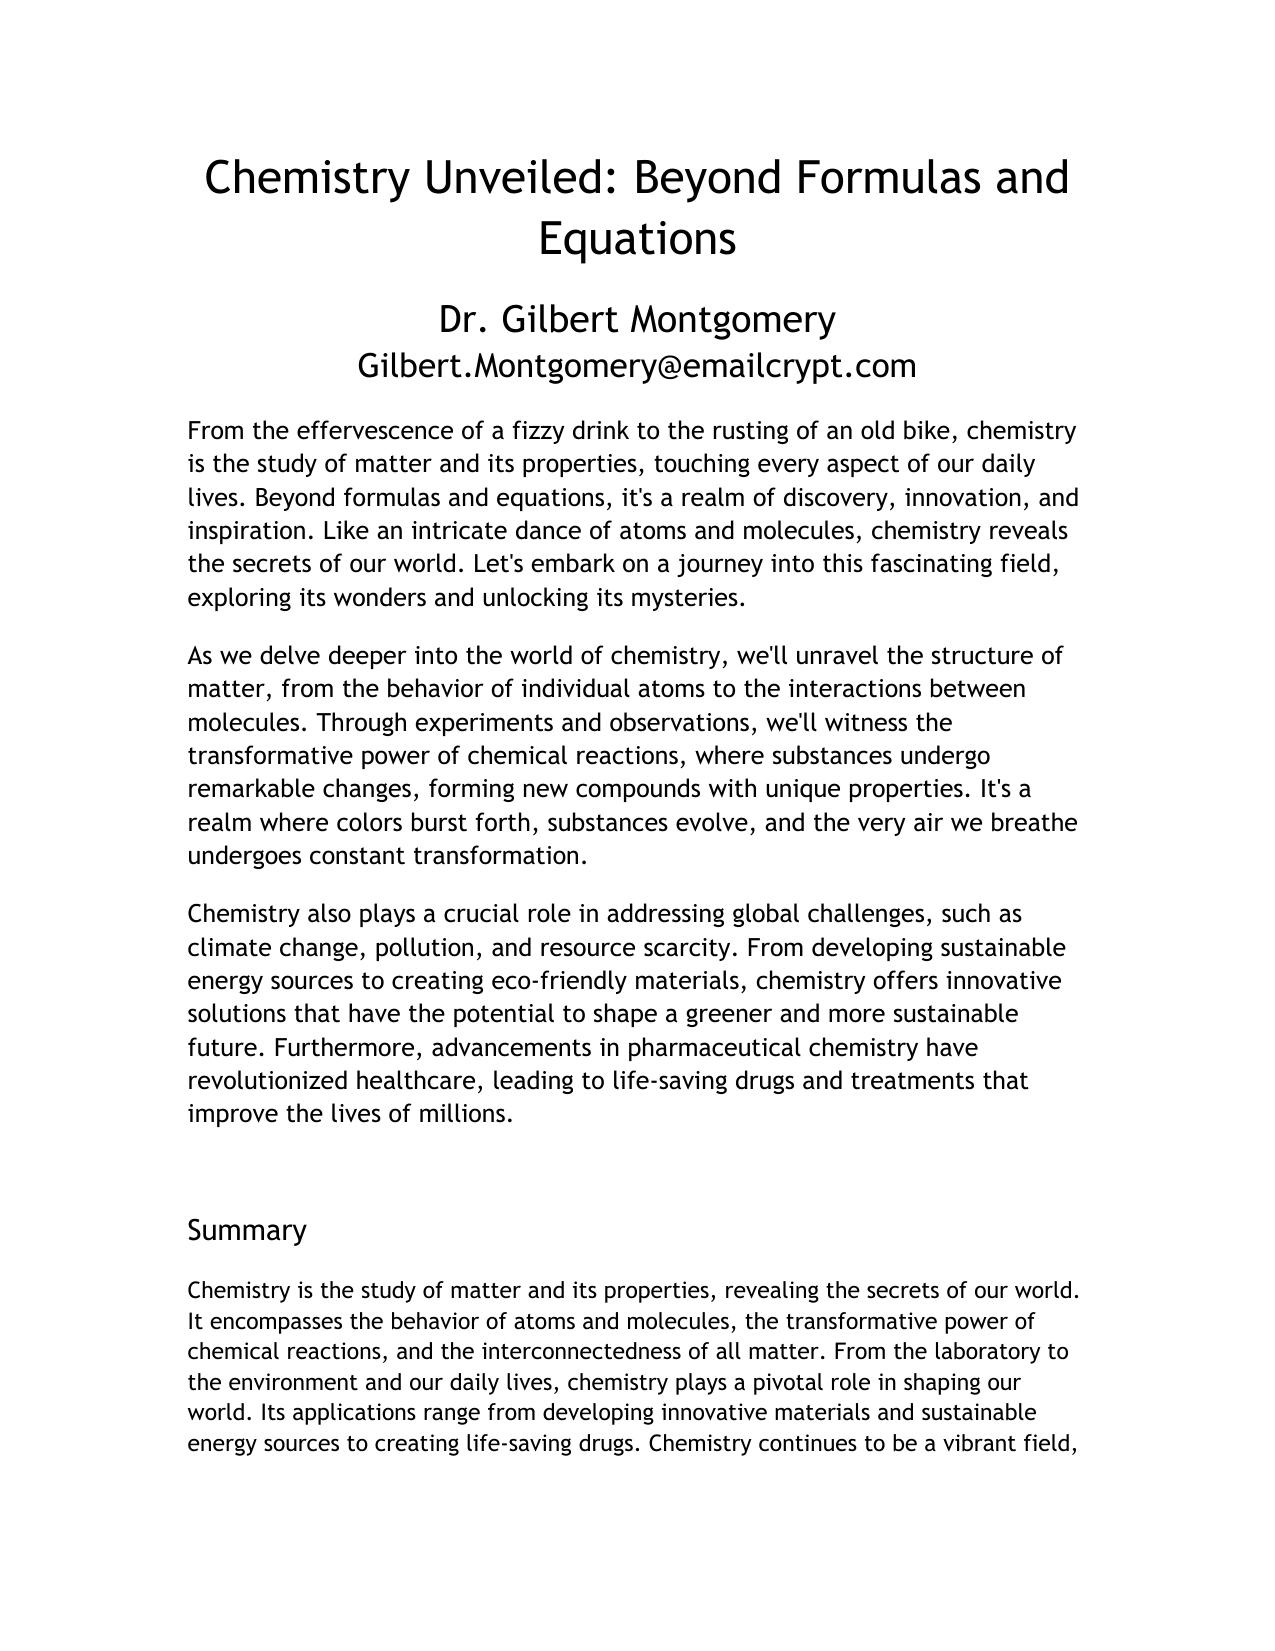 Chemistry Unveiled: Beyond Formulas and
Equations
Dr. Gilbert Montgomery
Gilbert.Montgomery@emailcrypt.com
From the effervescence of a fizzy drink to the rusting of an old bike, chemistry
is the study of matter and its properties, touching every aspect of our daily
lives. Beyond formulas and equations, it's a realm of discovery, innovation, and
inspiration. Like an intricate dance of atoms and molecules, chemistry reveals
the secrets of our world. Let's embark on a journey into this fascinating field,
exploring its wonders and unlocking its mysteries.
As we delve deeper into the world of chemistry, we'll unravel the structure of
matter, from the behavior of individual atoms to the interactions between
molecules. Through experiments and observations, we'll witness the
transformative power of chemical reactions, where substances undergo
remarkable changes, forming new compounds with unique properties. It's a
realm where colors burst forth, substances evolve, and the very air we breathe
undergoes constant transformation.
Chemistry also plays a crucial role in addressing global challenges, such as
climate change, pollution, and resource scarcity. From developing sustainable
energy sources to creating eco-friendly materials, chemistry offers innovative
solutions that have the potential to shape a greener and more sustainable
future. Furthermore, advancements in pharmaceutical chemistry have
revolutionized healthcare, leading to life-saving drugs and treatments that
improve the lives of millions.
Summary
Chemistry is the study of matter and its properties, revealing the secrets of our world.
It encompasses the behavior of atoms and molecules, the transformative power of
chemical reactions, and the interconnectedness of all matter. From the laboratory to
the environment and our daily lives, chemistry plays a pivotal role in shaping our
world. Its applications range from developing innovative materials and sustainable
energy sources to creating life-saving drugs. Chemistry continues to be a vibrant field,